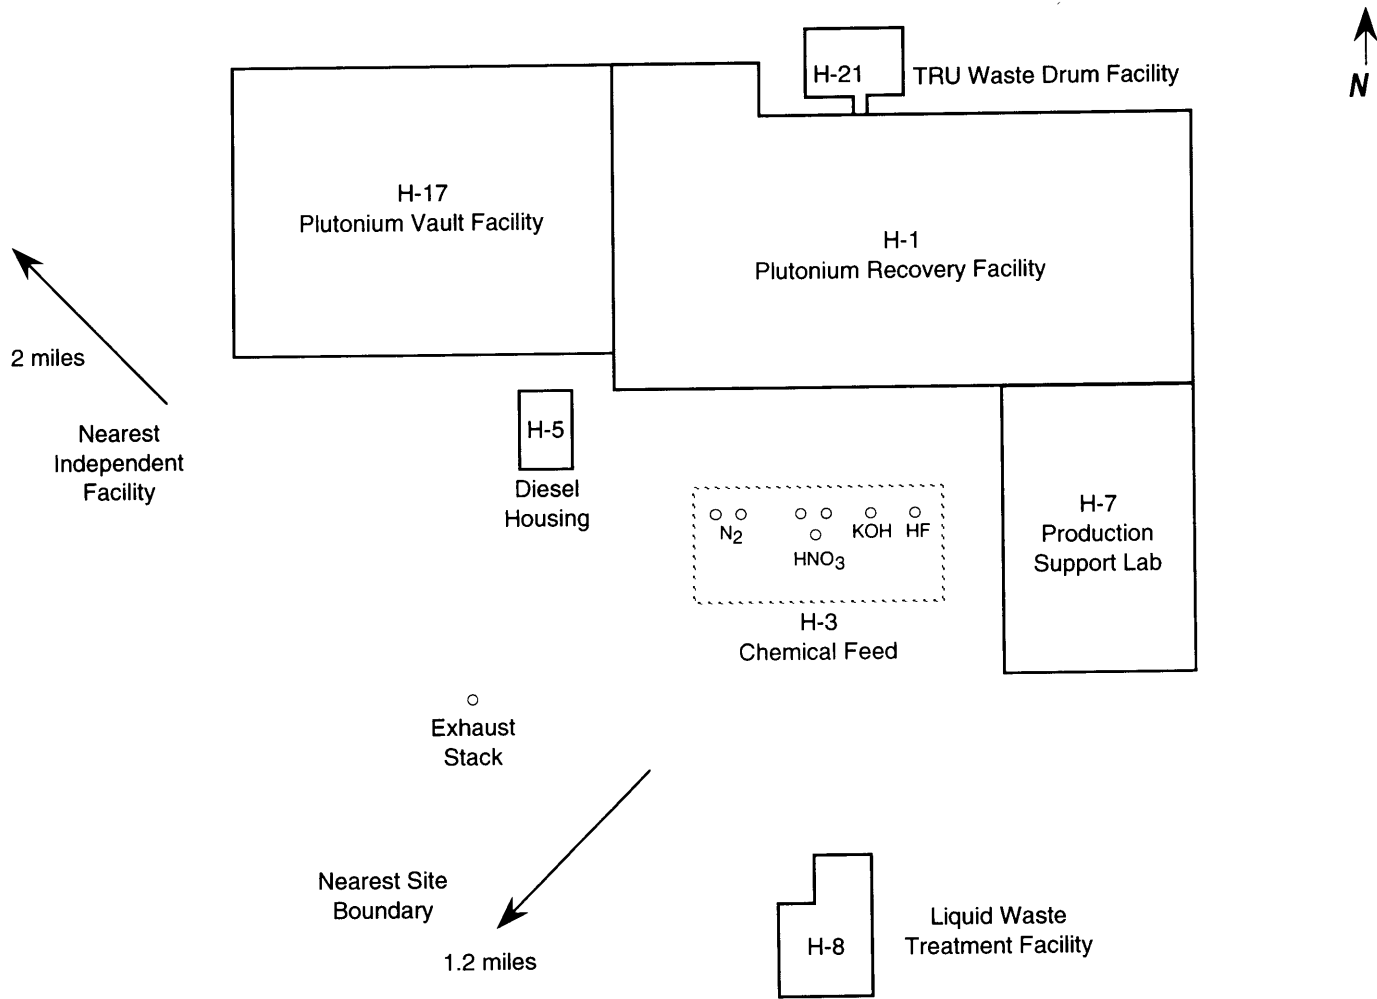 H-21
TRU Waste Drum Facility
N
H-17
Plutonium Vault Facility
H-1
Plutonium Recovery Facility
2 miles
Nearest
Independent
Facility
H-5
Diesel
Housing
N2
HNO3
KOH
HF
H-3
Chemical Feed
H-7
Production
Support Lab
Exhaust
Stack
Nearest Site
Boundary
1.2 miles
H-8
Liquid Waste
Treatment Facility